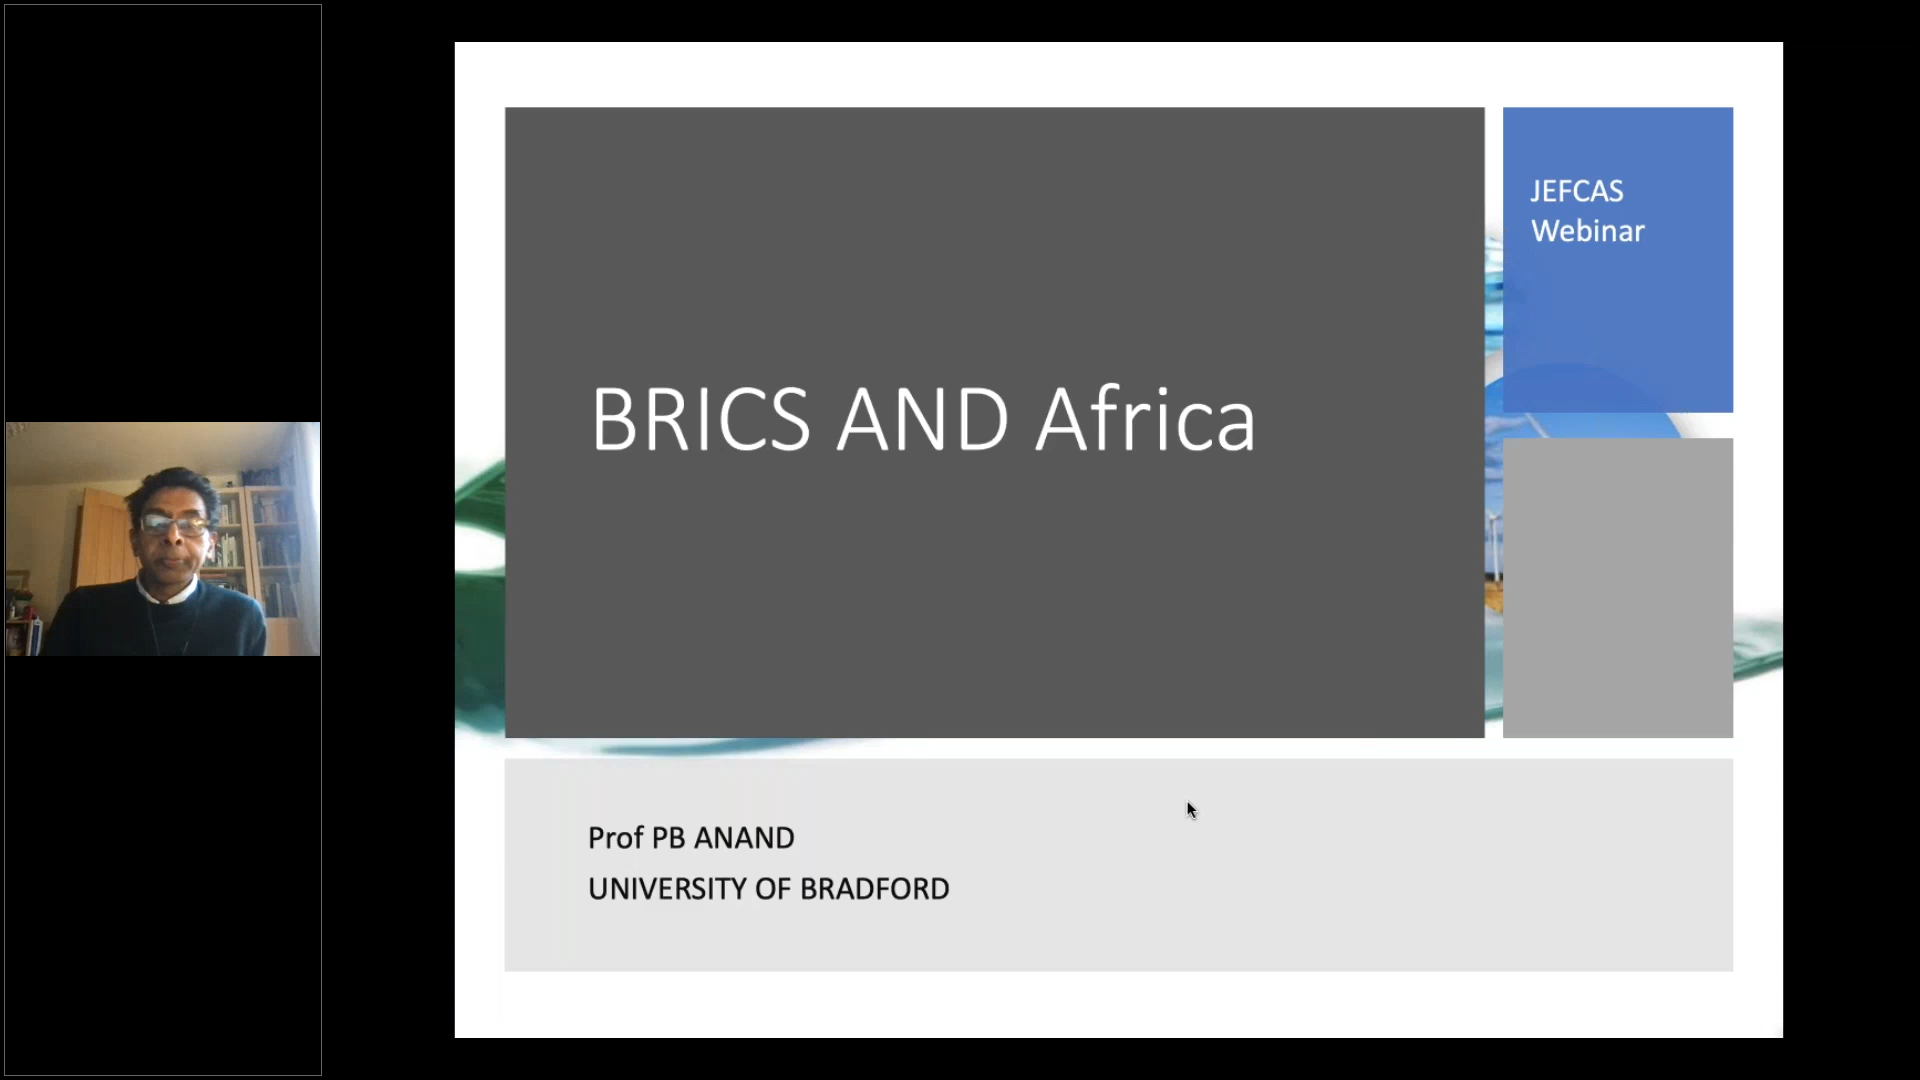 JEFCAS
Webinar
BRICS AND Africa
Prof PB ANAND
UNIVERSITY OF BRADFORD